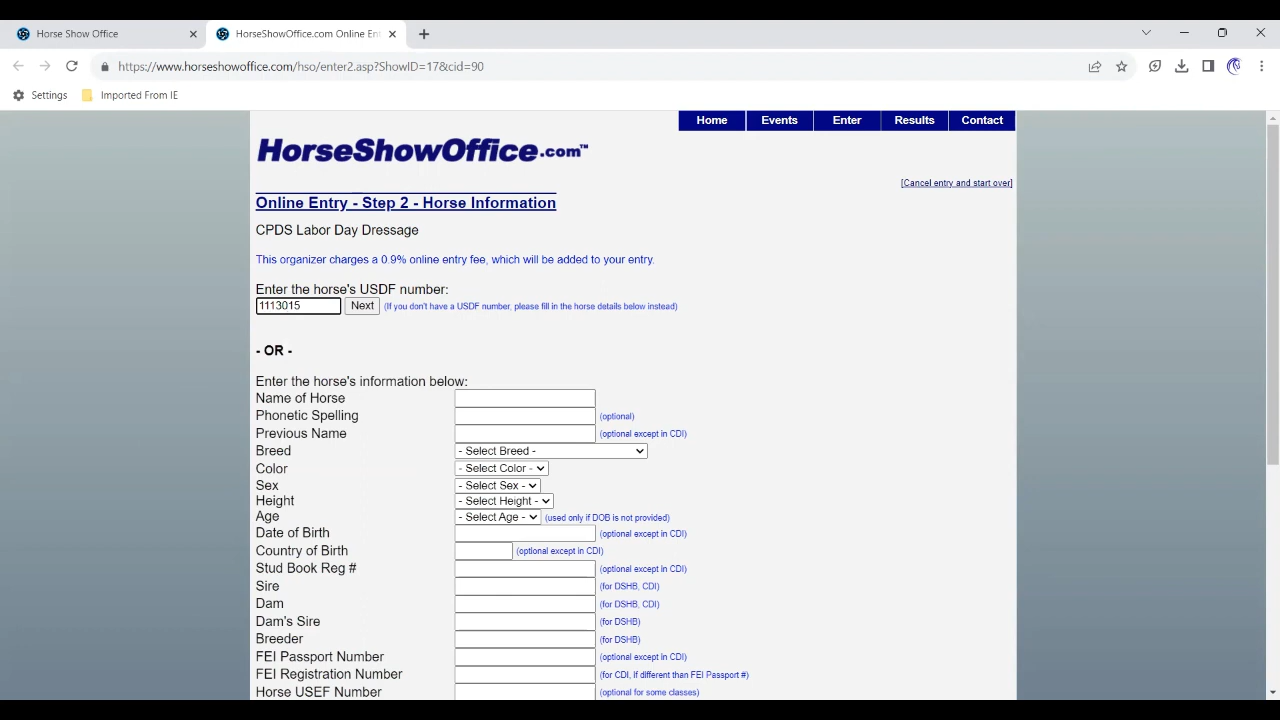 Horse Show Office
HorseShowOffice.com Online En
https://www.horseshowoffice.com/hso/enter2.asp?ShowID=17&cid=90
Settings
Imported From IE
Home
Events
Enter
Results
Contact
HorseShowOffice.com™
[Cancel entry and start over]
Online Entry - Step 2 - Horse Information
CPDS Labor Day Dressage
This organizer charges a 0.9% online entry fee, which will be added to your entry.
Enter the horse's USDF number:
1113015 Next (If you don't have a USDF number, please fill in the horse details below instead)
- OR -
Enter the horse's information below:
Name of Horse
Phonetic Spelling (optional)
Previous Name (optional except in CDI)
Breed - Select Breed -
Color - Select Color -
Sex - Select Sex -
Height - Select Height -
Age - Select Age - (used only if DOB is not provided)
Date of Birth (optional except in CDI)
Country of Birth (optional except in CDI)
Stud Book Reg # (optional except in CDI)
Sire (for DSHB, CDI)
Dam (for DSHB, CDI)
Dam's Sire (for DSHB)
Breeder (for DSHB)
FEI Passport Number (optional except in CDI)
FEI Registration Number (for CDI, if different than FEI Passport #)
Horse USEF Number (optional for some classes)